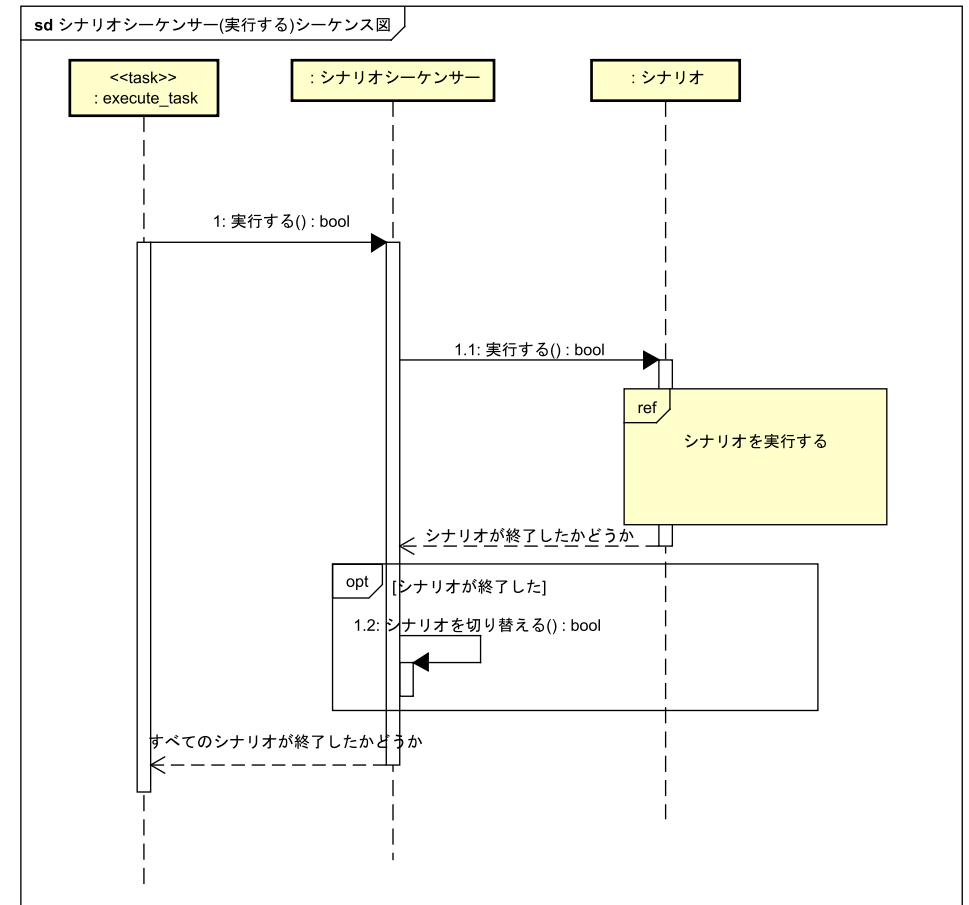 sd シナリオシーケンサー(実行する)シーケンス図
<<task>>
: execute_task
: シナリオシーケンサー
: シナリオ
1: 実行する() : bool
1.1: 実行する() : bool
ref
シナリオを実行する
シナリオが終了したかどうか
opt
[シナリオが終了した]
1.2: シナリオを切り替える() : bool
すべてのシナリオが終了したかどうか